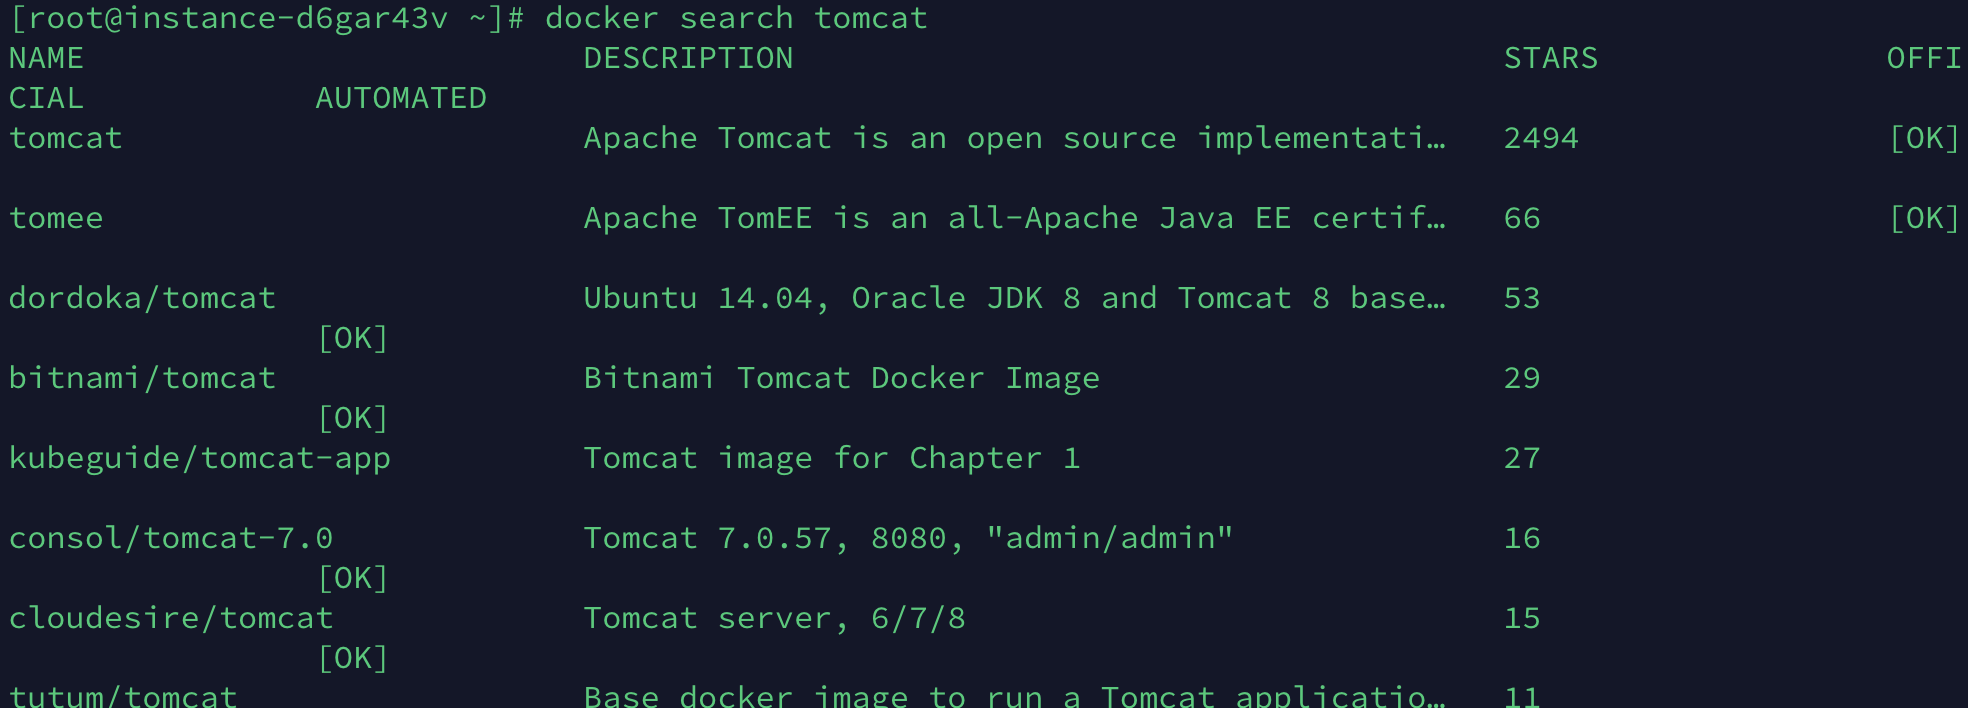 [root@instance-d6gar43v ~]# docker search tomcat
NAME                          DESCRIPTION                                     STARS               OFFI
CIAL            AUTOMATED
tomcat                        Apache Tomcat is an open source implementati…   2494                [OK]
tomee                         Apache TomEE is an all-Apache Java EE certif…   66                  [OK]
dordoka/tomcat                Ubuntu 14.04, Oracle JDK 8 and Tomcat 8 base…   53
                [OK]
bitnami/tomcat                Bitnami Tomcat Docker Image                     29
                [OK]
kubeguide/tomcat-app          Tomcat image for Chapter 1                      27
consol/tomcat-7.0             Tomcat 7.0.57, 8080, "admin/admin"              16
                [OK]
cloudesire/tomcat             Tomcat server, 6/7/8                            15
                [OK]
tutum/tomcat                  Base docker image to run a Tomcat applicatio…   11